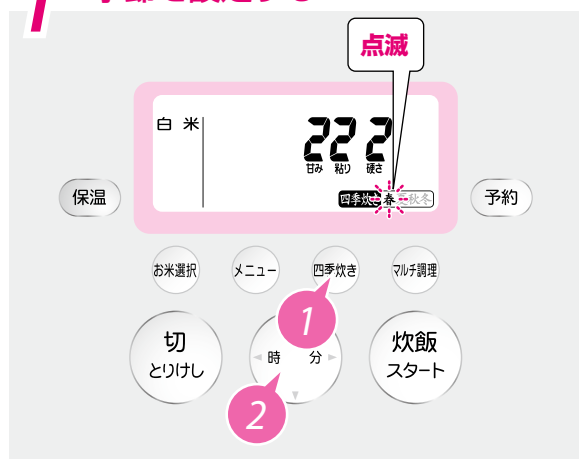 点滅
白米
222
甘み 粘り 硬さ
四季炊き 春夏秋冬
保温
予約
お米選択
メニュー
四季炊き
マルチ調理
1
切
とりけし
時 分
炊飯
スタート
2